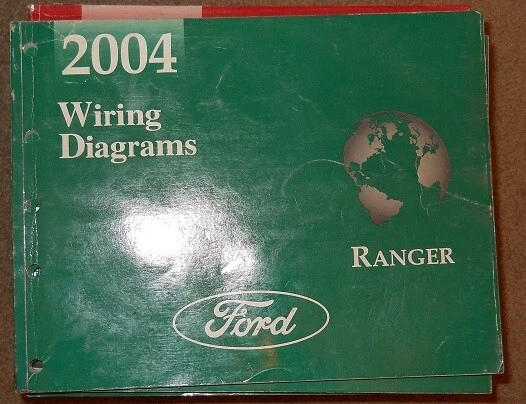 2004
Wiring
Diagrams
RANGER
Ford